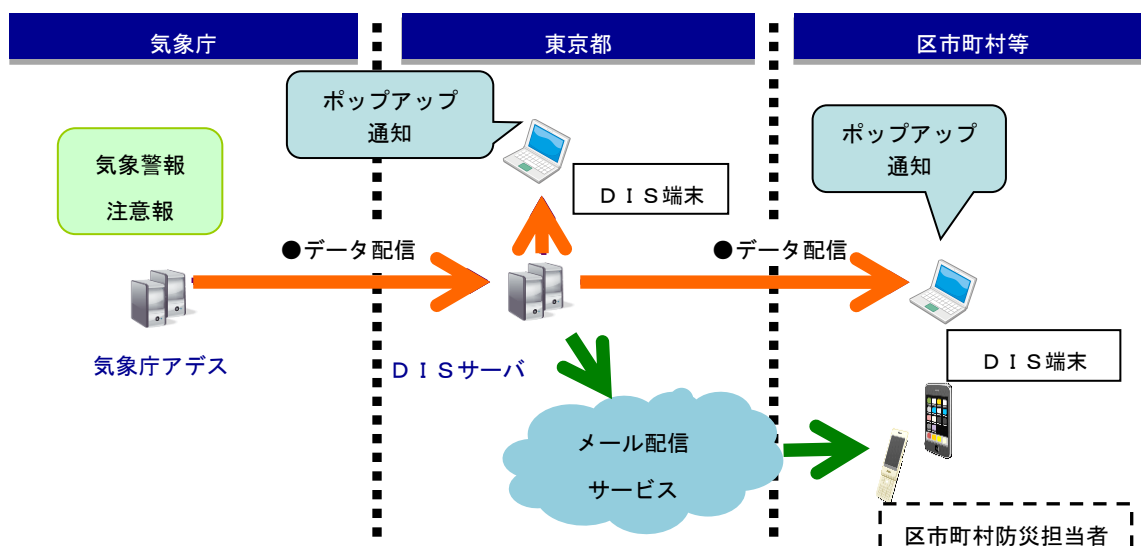 気象庁
東京都
区市町村等
ポップアップ
通知
ポップアップ
通知
気象警報
注意報
ＤＩＳ端末
●データ配信
●データ配信
気象庁アデス
ＤＩＳサーバ
ＤＩＳ端末
メール配信
サービス
区市町村防災担当者